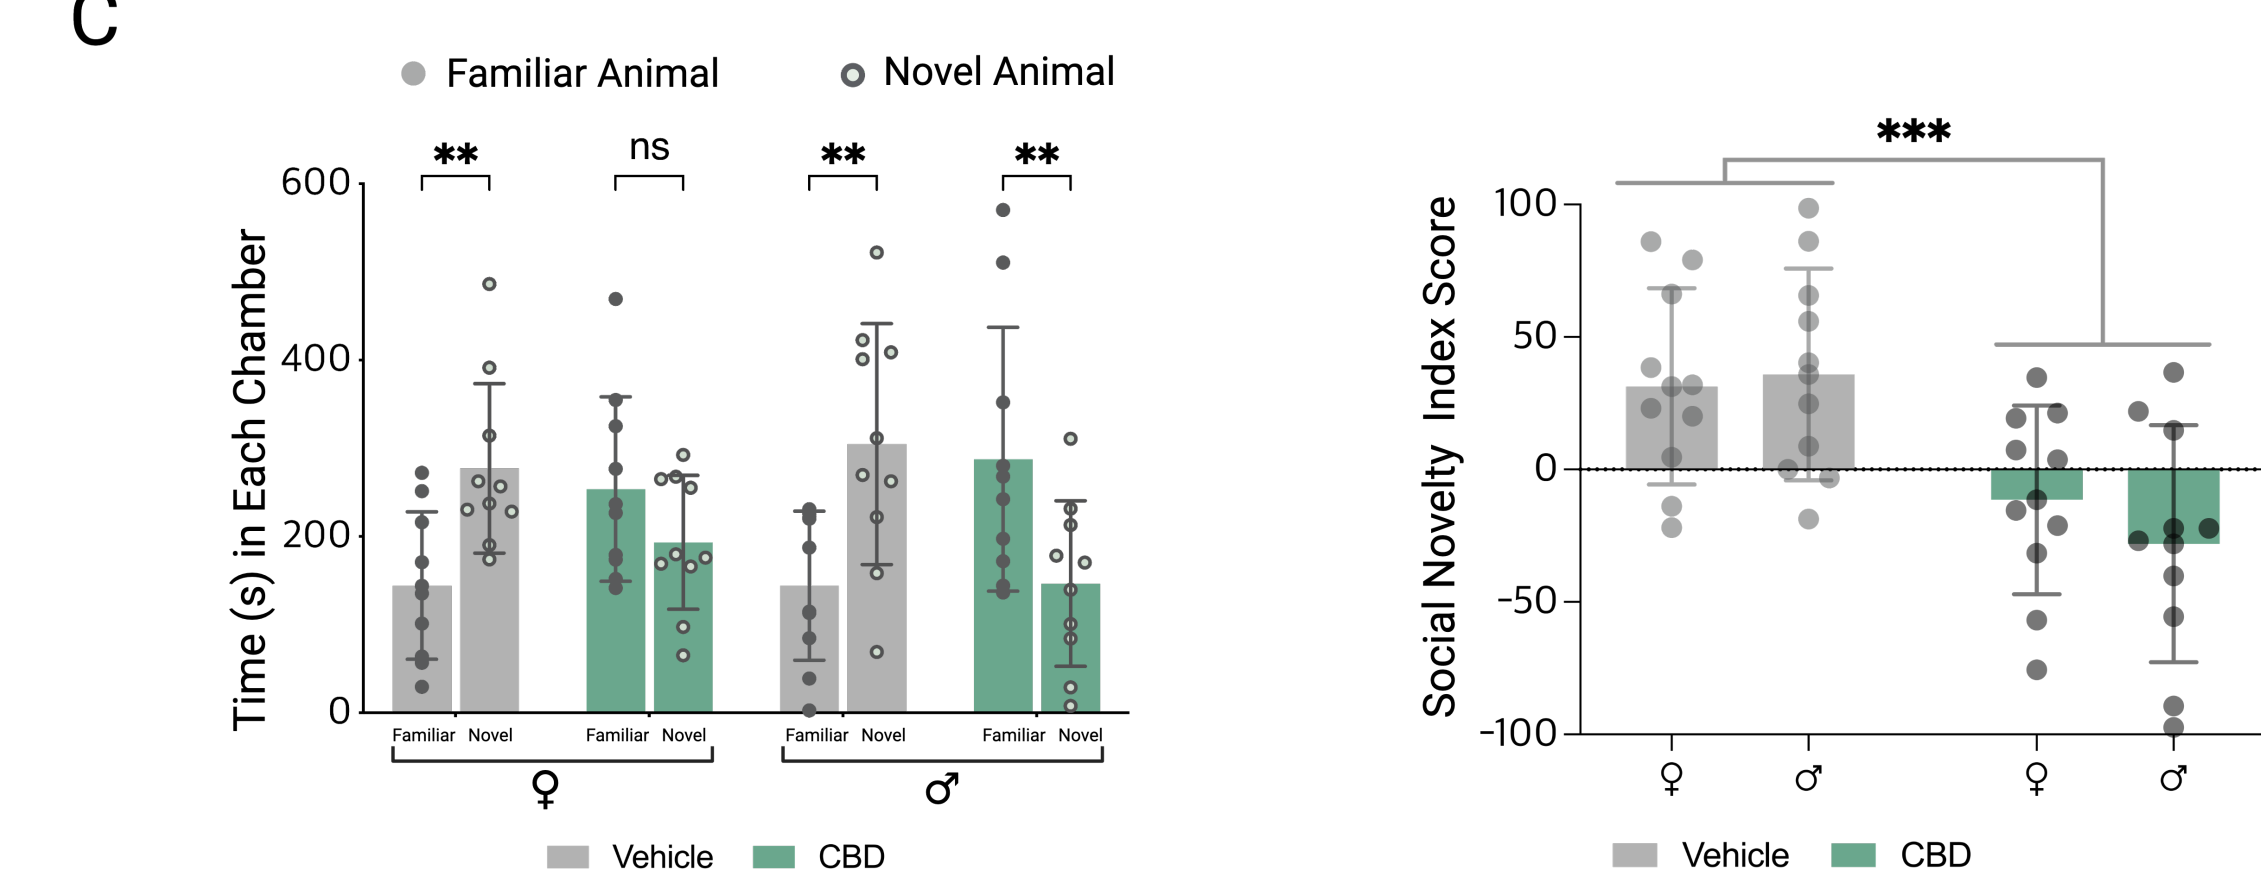 C
Familiar Animal
Novel Animal
** ns ** **
Time (s) in Each Chamber
600
400
200
0
Familiar Novel Familiar Novel Familiar Novel Familiar Novel
♀ ♂
Vehicle CBD
***
Social Novelty Index Score
100
50
0
-50
-100
♀ ♂ ♀ ♂
Vehicle CBD